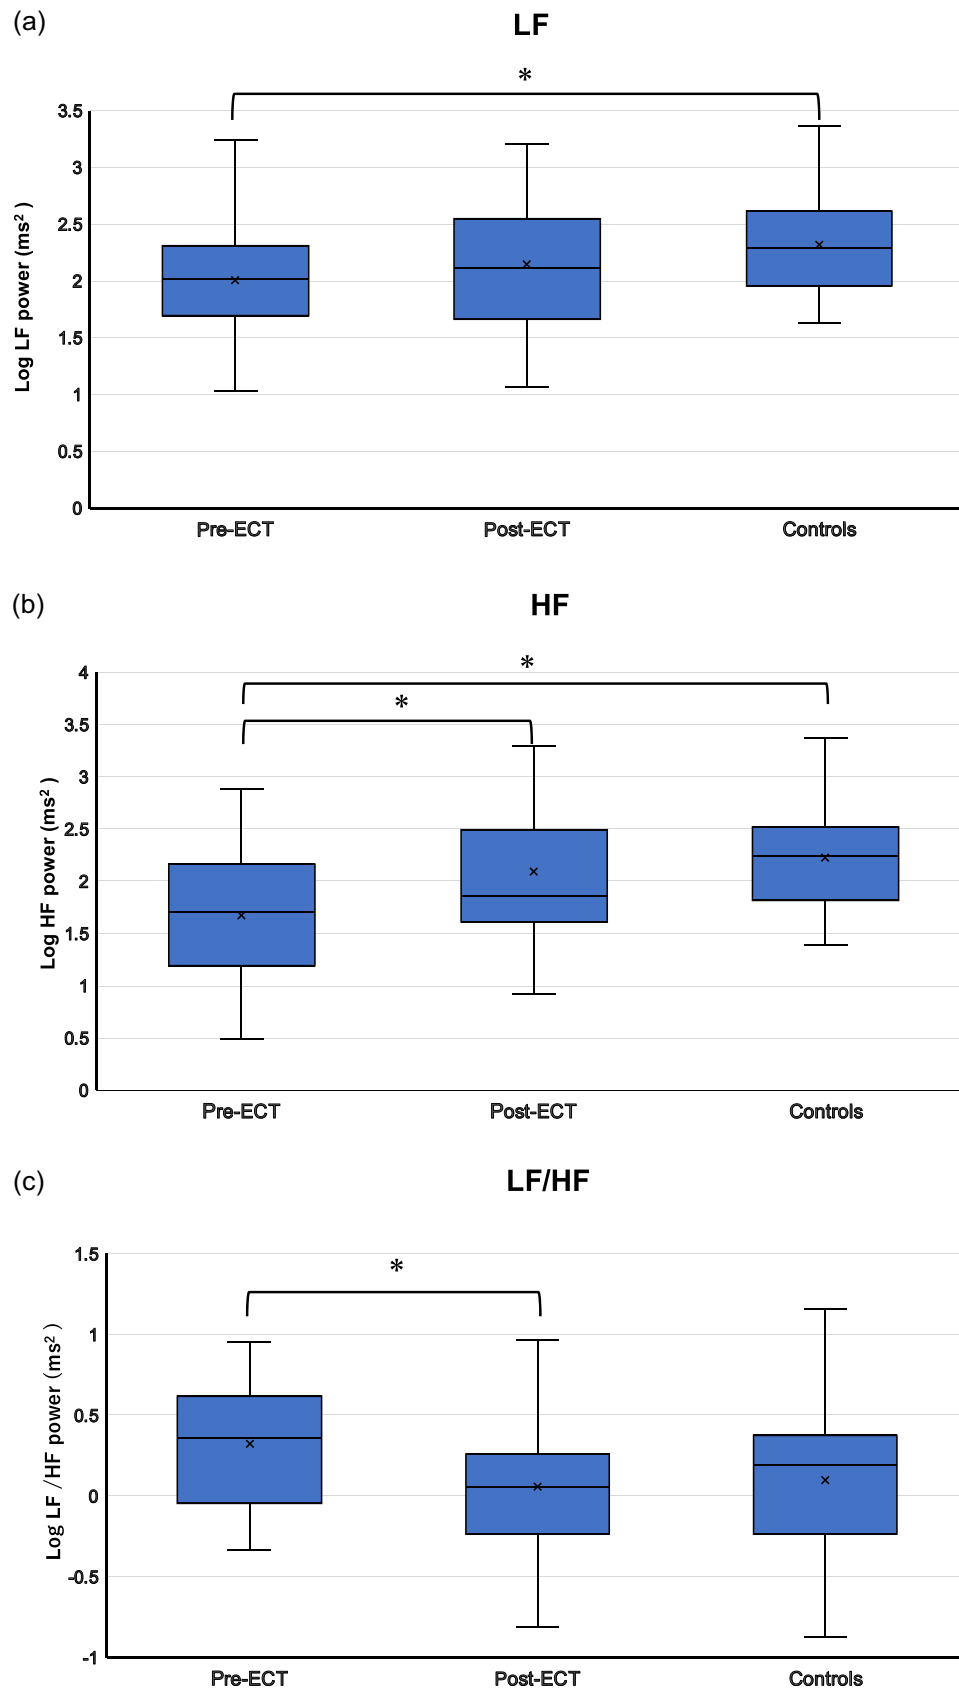 (a)
LF
*
3.5
3
2.5
2
1.5
1
0.5
0
Log LF power (ms²)
Pre-ECT Post-ECT Controls
(b)
HF
*
*
4
3.5
3
2.5
2
1.5
1
0.5
0
Log HF power (ms²)
Pre-ECT Post-ECT Controls
(c)
LF/HF
*
1.5
1
0.5
0
-0.5
-1
Log LF /HF power (ms²)
Pre-ECT Post-ECT Controls